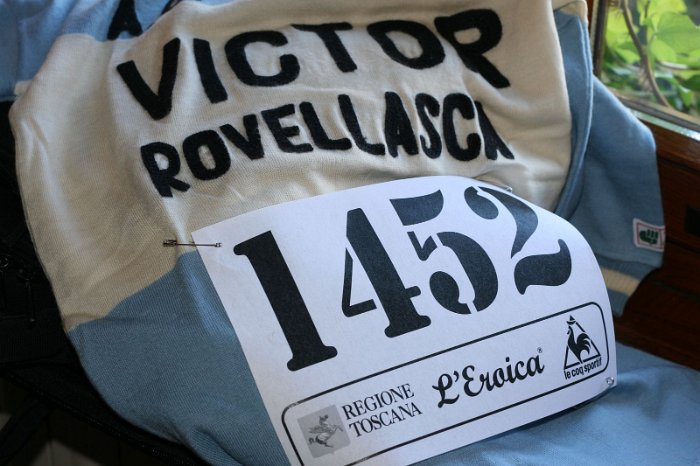 VICTOR
ROVELLASCA
1452
REGIONE
TOSCANA
L'Eroica
le coq sportif